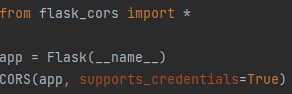 from flask_cors import *
app = Flask(__name__)
CORS(app, supports_credentials=True)